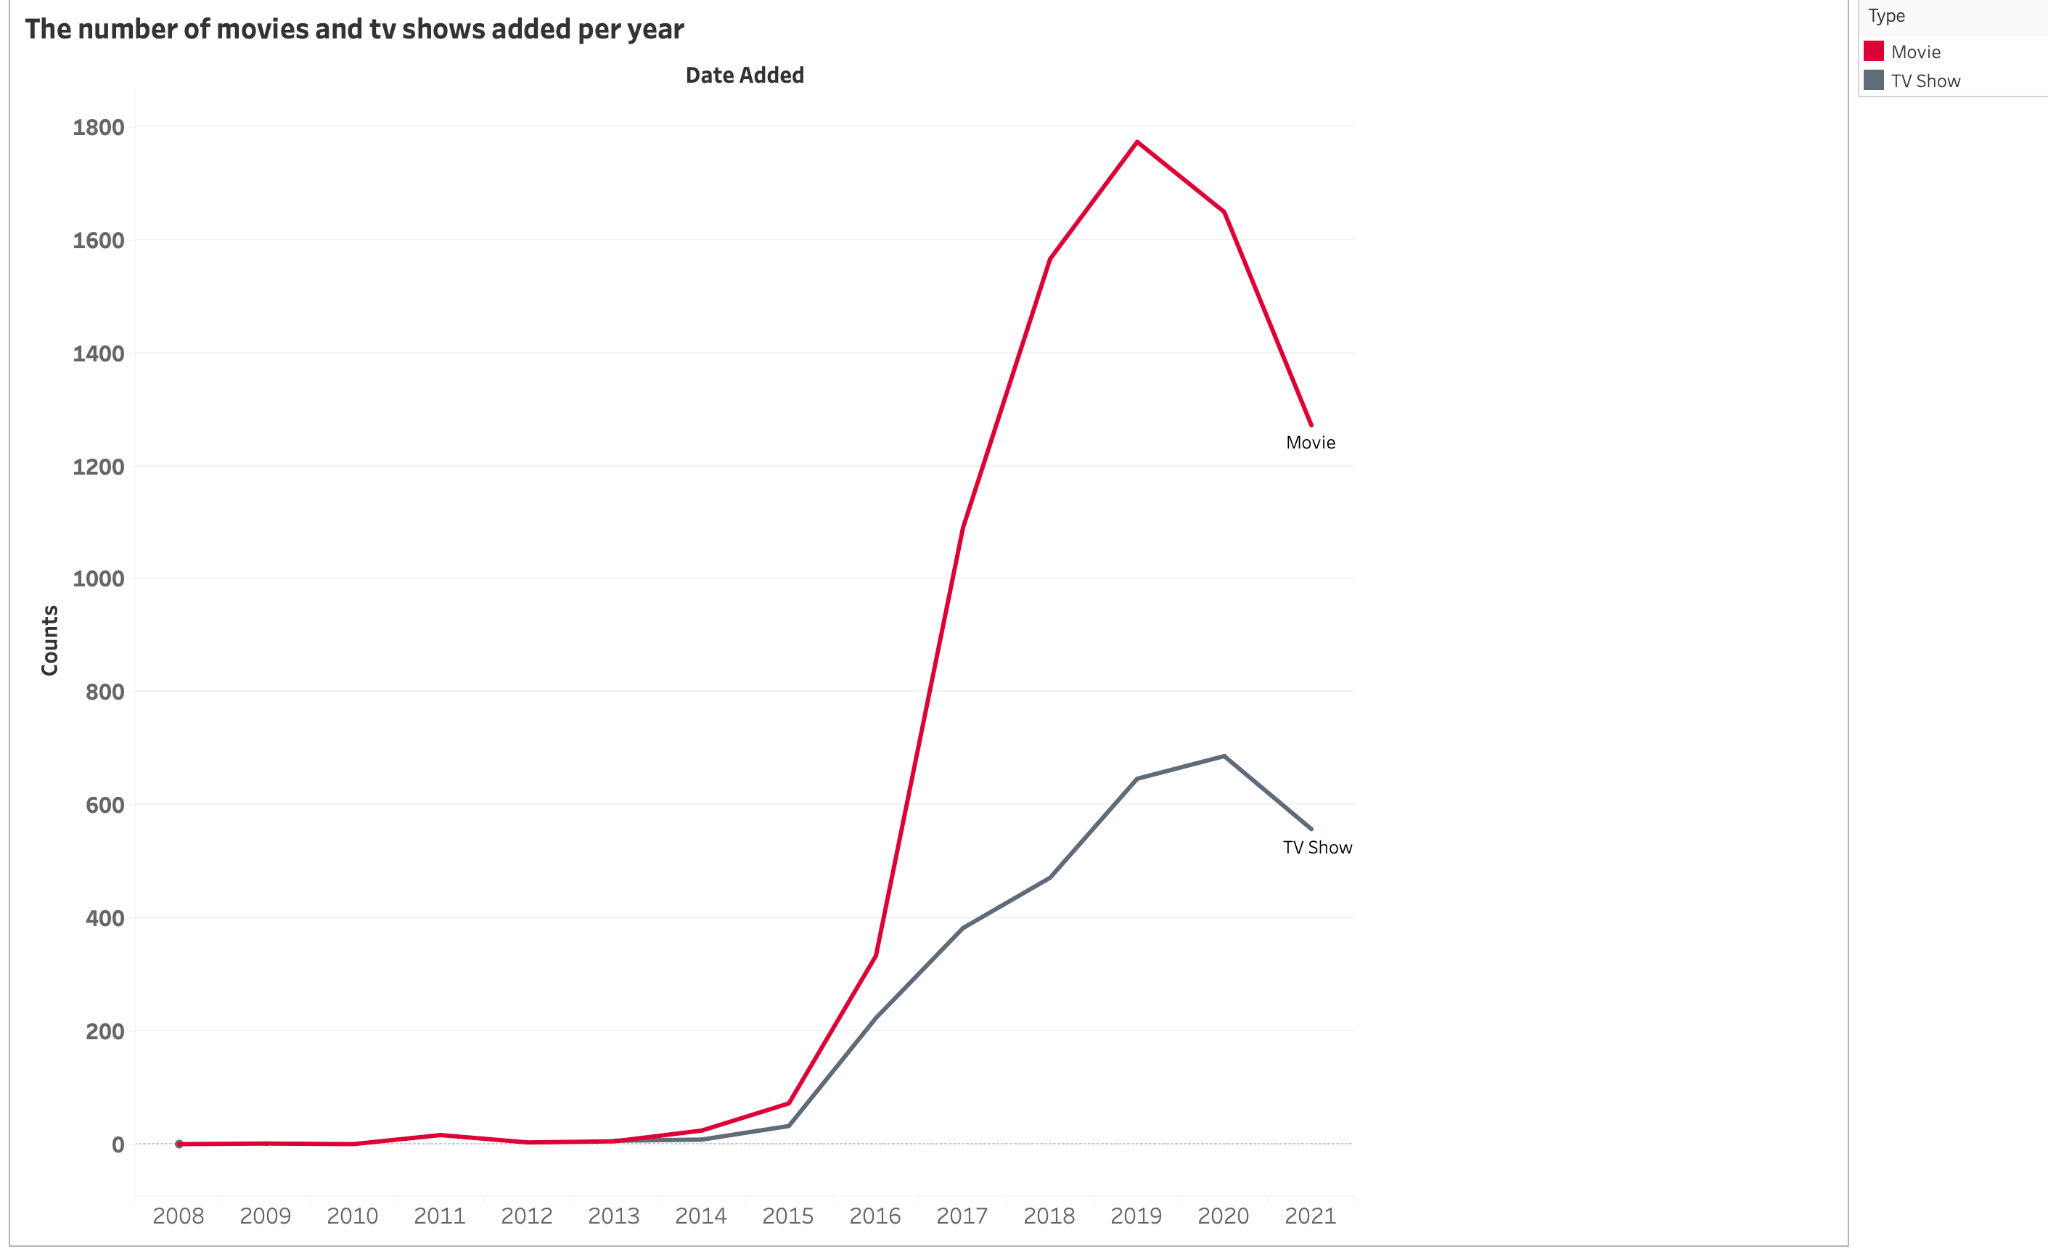 The number of movies and tv shows added per year
Date Added
Type
Movie
TV Show
1800
1600
1400
1200
1000
800
600
400
200
0
Counts
Movie
TV Show
2008 2009 2010 2011 2012 2013 2014 2015 2016 2017 2018 2019 2020 2021